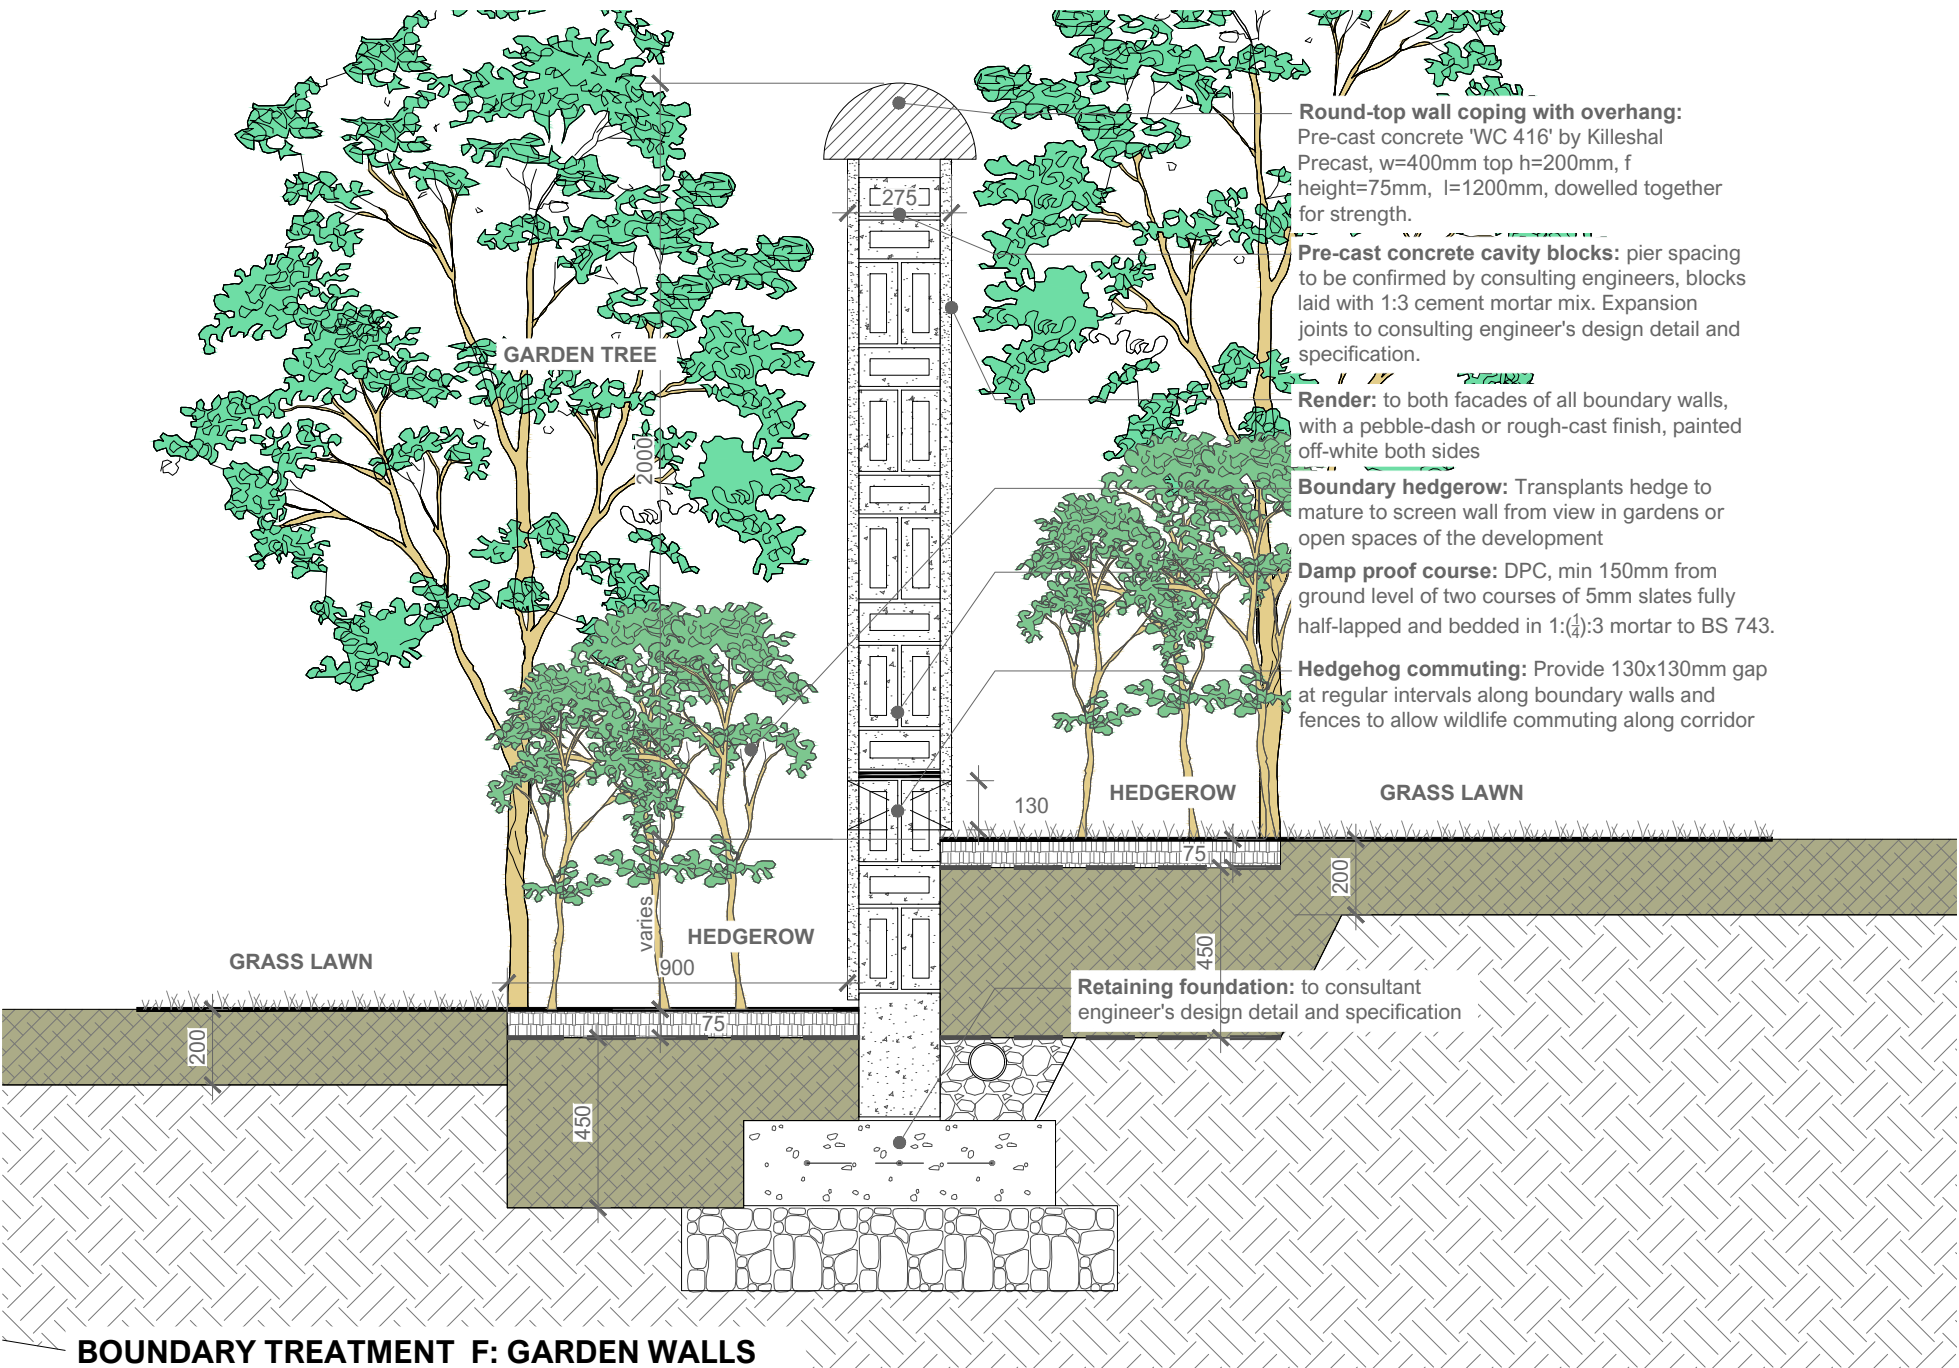 Round-top wall coping with overhang:
Pre-cast concrete 'WC 416' by Killeshal
Precast, w=400mm top h=200mm, f
height=75mm, l=1200mm, dowelled together
for strength.
275
Pre-cast concrete cavity blocks: pier spacing
to be confirmed by consulting engineers, blocks
laid with 1:3 cement mortar mix. Expansion
joints to consulting engineer's design detail and
specification.
GARDEN TREE
Render: to both facades of all boundary walls,
with a pebble-dash or rough-cast finish, painted
off-white both sides
2000
Boundary hedgerow: Transplants hedge to
mature to screen wall from view in gardens or
open spaces of the development
Damp proof course: DPC, min 150mm from
ground level of two courses of 5mm slates fully
half-lapped and bedded in 1:(1/4):3 mortar to BS 743.
Hedgehog commuting: Provide 130x130mm gap
at regular intervals along boundary walls and
fences to allow wildlife commuting along corridor
130
HEDGEROW
GRASS LAWN
75
200
varies
HEDGEROW
450
GRASS LAWN
900
Retaining foundation: to consultant
engineer's design detail and specification
75
200
450
BOUNDARY TREATMENT F: GARDEN WALLS